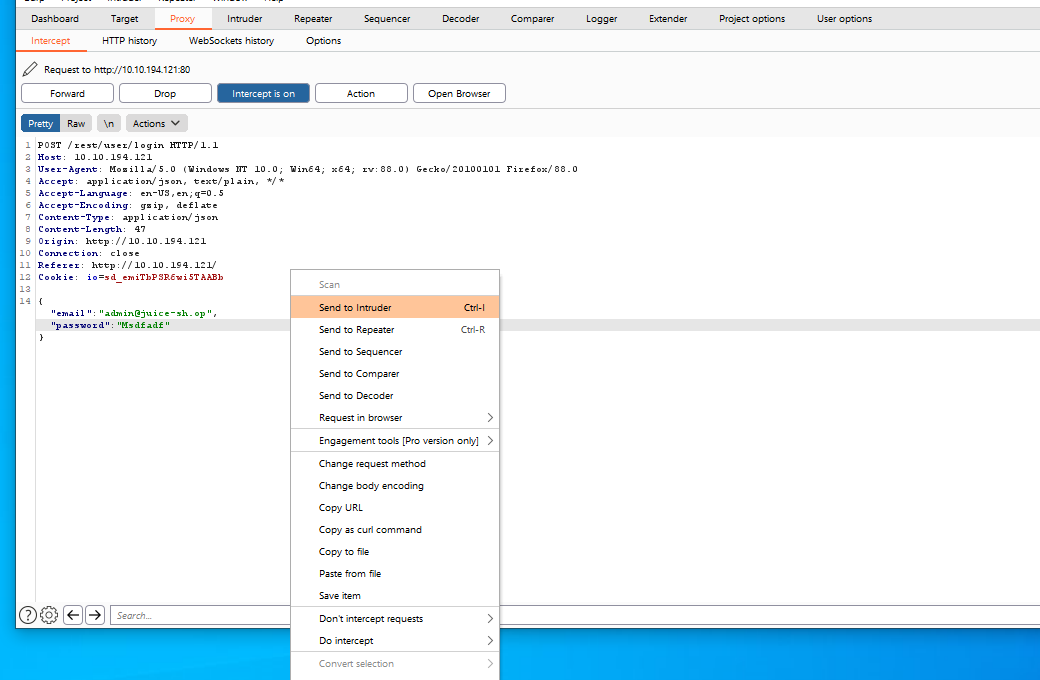 Dashboard Target Proxy Intruder Repeater Sequencer Decoder Comparer Logger Extender Project options User options
Intercept HTTP history WebSockets history Options
Request to http://10.10.194.121:80
Forward Drop Intercept is on Action Open Browser
Pretty Raw \n Actions
1 POST /rest/user/login HTTP/1.1
2 Host: 10.10.194.121
3 User-Agent: Mozilla/5.0 (Windows NT 10.0; Win64; x64; rv:88.0) Gecko/20100101 Firefox/88.0
4 Accept: application/json, text/plain, */*
5 Accept-Language: en-US,en;q=0.5
6 Accept-Encoding: gzip, deflate
7 Content-Type: application/json
8 Content-Length: 47
9 Origin: http://10.10.194.121
10 Connection: close
11 Referer: http://10.10.194.121/
12 Cookie: io=sd_emiTbPSR6wi5TAABb
13
14 {
"email":"admin@juice-sh.op",
"password":"Msdfadf"
}
Scan
Send to Intruder Ctrl-I
Send to Repeater Ctrl-R
Send to Sequencer
Send to Comparer
Send to Decoder
Request in browser
Engagement tools [Pro version only]
Change request method
Change body encoding
Copy URL
Copy as curl command
Copy to file
Paste from file
Save item
Don't intercept requests
Do intercept
Convert selection
Search...